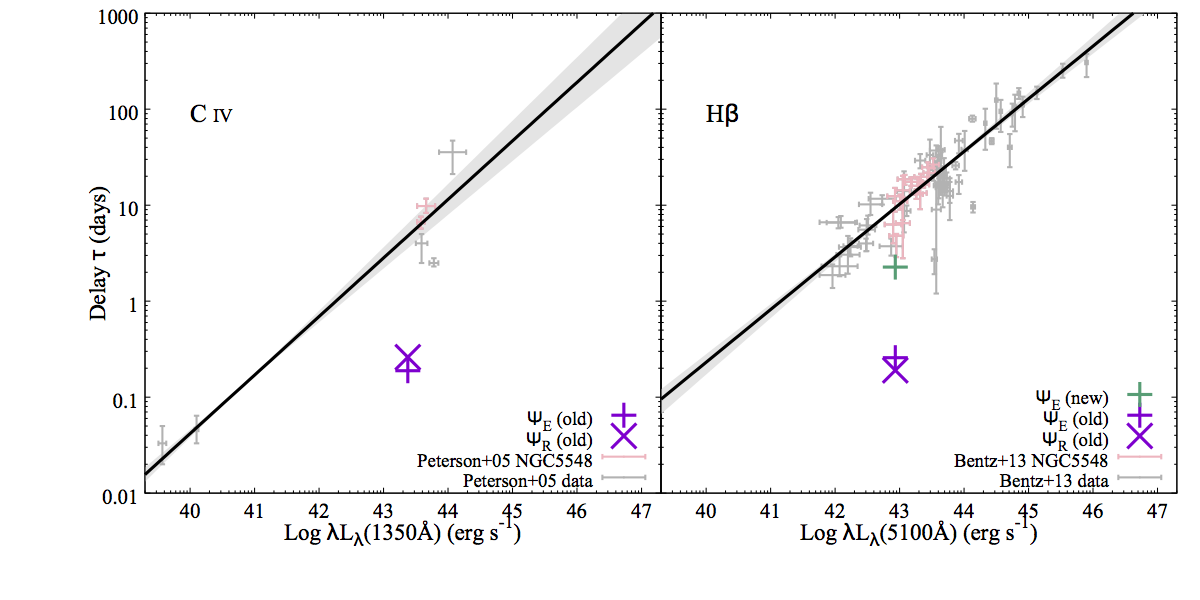 1000
100
10
1
0.1
0.01
Delay τ (days)
C IV
Ψ_E (old)
Ψ_R (old)
Peterson+05 NGC5548
Peterson+05 data
40 41 42 43 44 45 46 47
Log λL_λ(1350Å) (erg s^-1)
Hβ
Ψ_E (new)
Ψ_E (old)
Ψ_R (old)
Bentz+13 NGC5548
Bentz+13 data
40 41 42 43 44 45 46 47
Log λL_λ(5100Å) (erg s^-1)